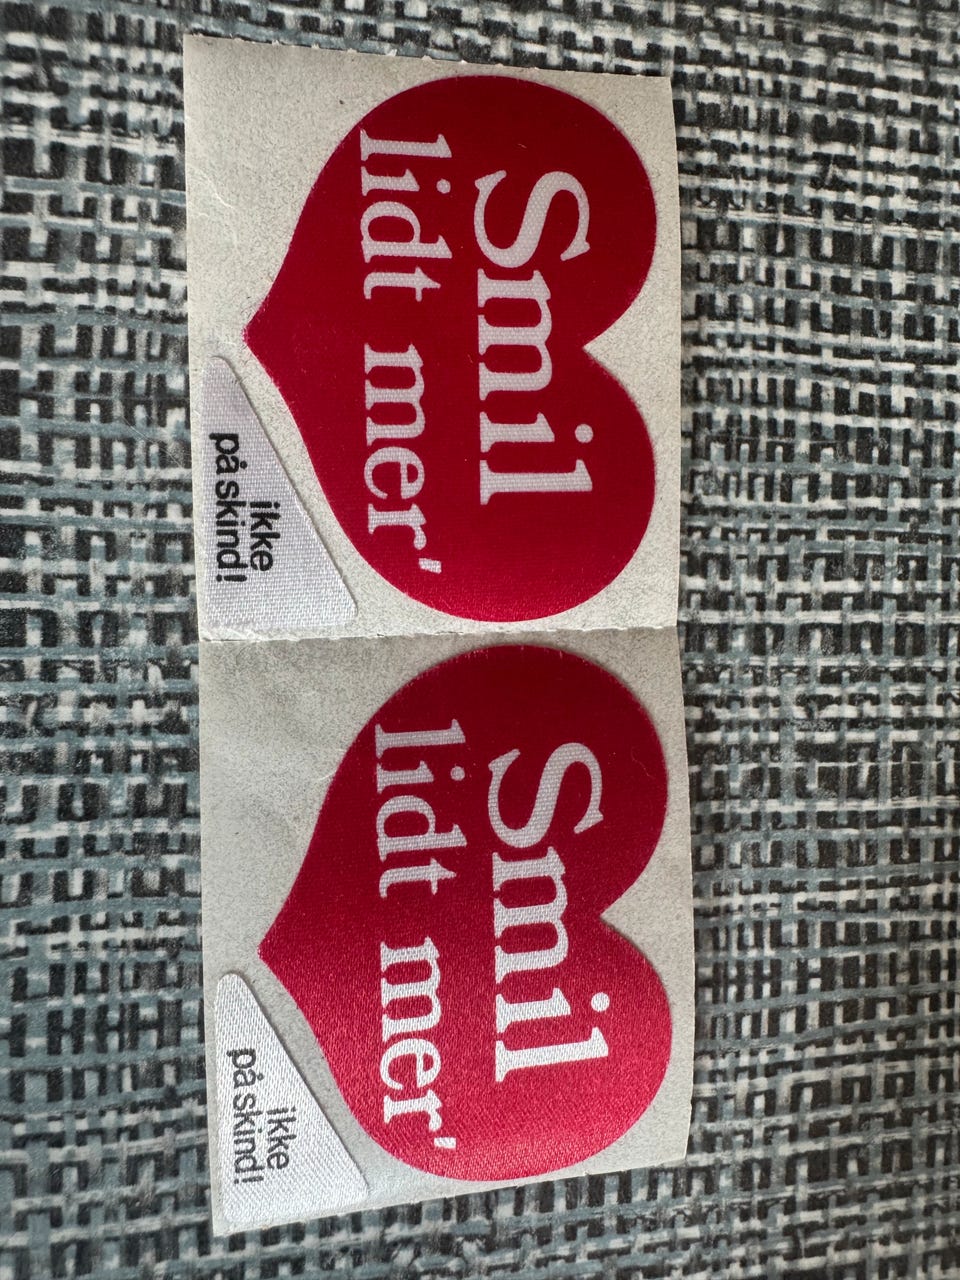 Smil
lidt mer'
ikke
på skind!
Smil
lidt mer'
ikke
på skind!